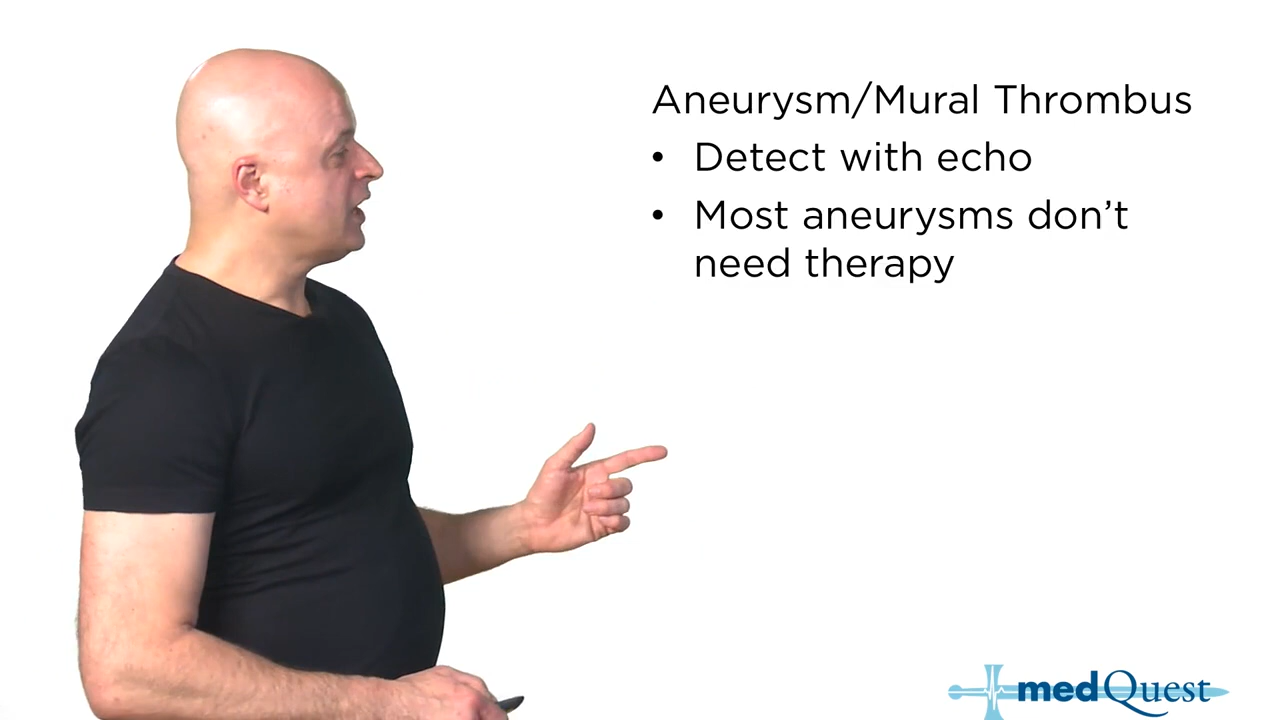 Aneurysm/Mural Thrombus
• Detect with echo
• Most aneurysms don’t
need therapy
medQuest